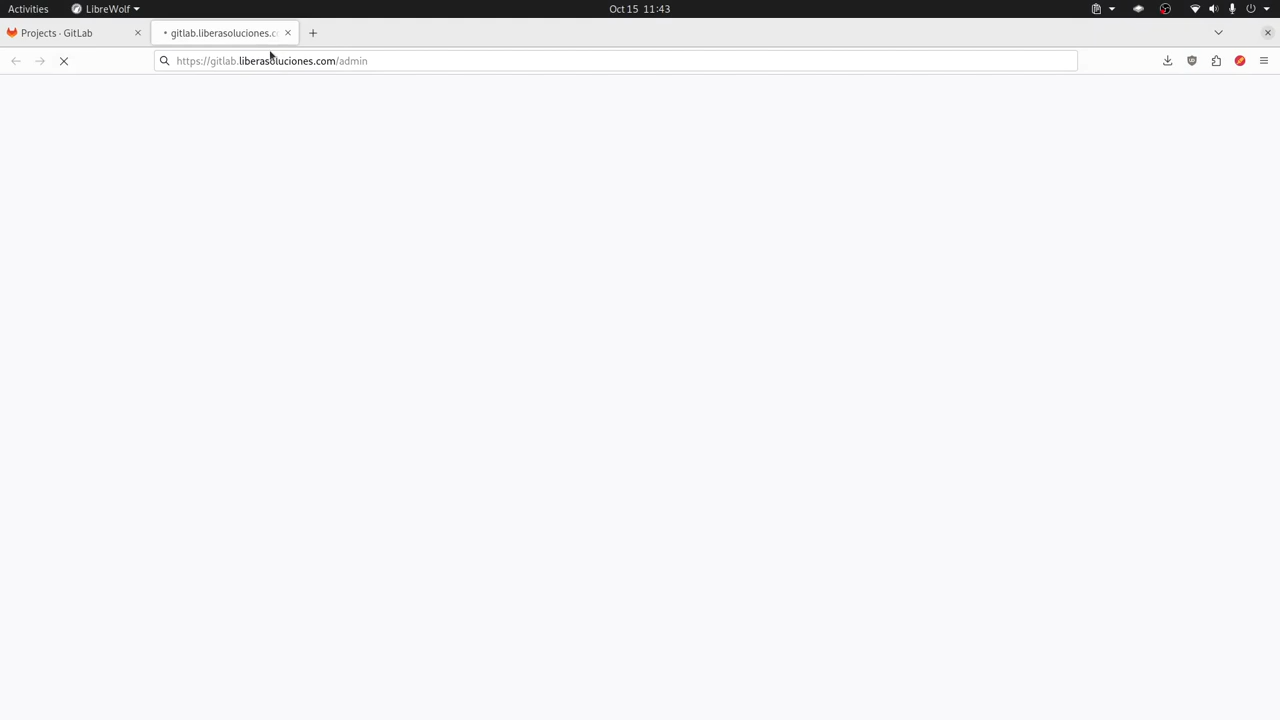 Activities
LibreWolf
Oct 15 11:43
Projects · GitLab
gitlab.liberasoluciones.c
https://gitlab.liberasoluciones.com/admin